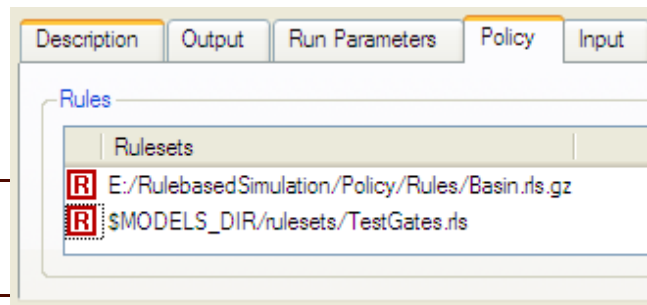 Description Output Run Parameters Policy Input
Rules
Rulesets
R E:/RulebasedSimulation/Policy/Rules/Basin.rls.gz
R $MODELS_DIR/rulesets/TestGates.rls